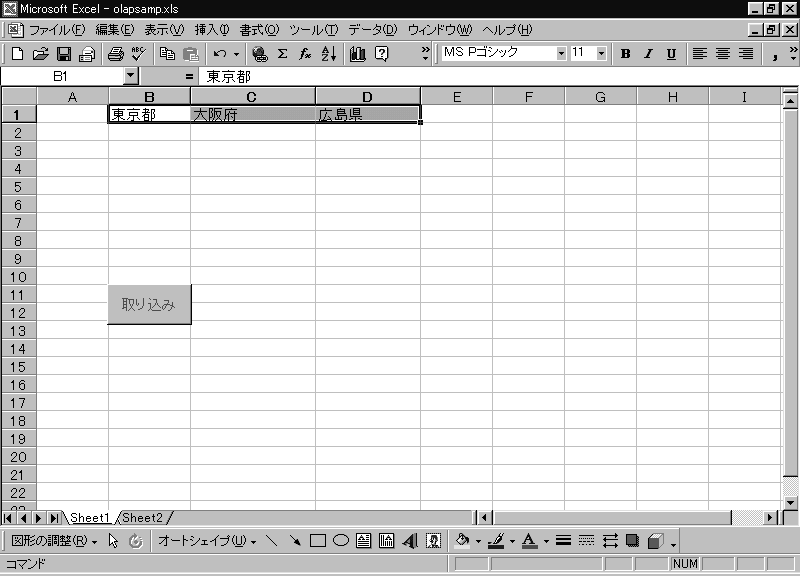 Microsoft Excel - olapsamp.xls
ファイル(F) 編集(E) 表示(V) 挿入(I) 書式(O) ツール(T) データ(D) ウィンドウ(W) ヘルプ(H)
MS Pゴシック 11 B I U
B1 = 東京都
A B C D E F G H I
1 東京都 大阪府 広島県
2
3
4
5
6
7
8
9
10
11
取り込み
12
13
14
15
16
17
18
19
20
21
22
Sheet1 Sheet2
図形の調整(R) オートシェイプ(U)
コマンド NUM